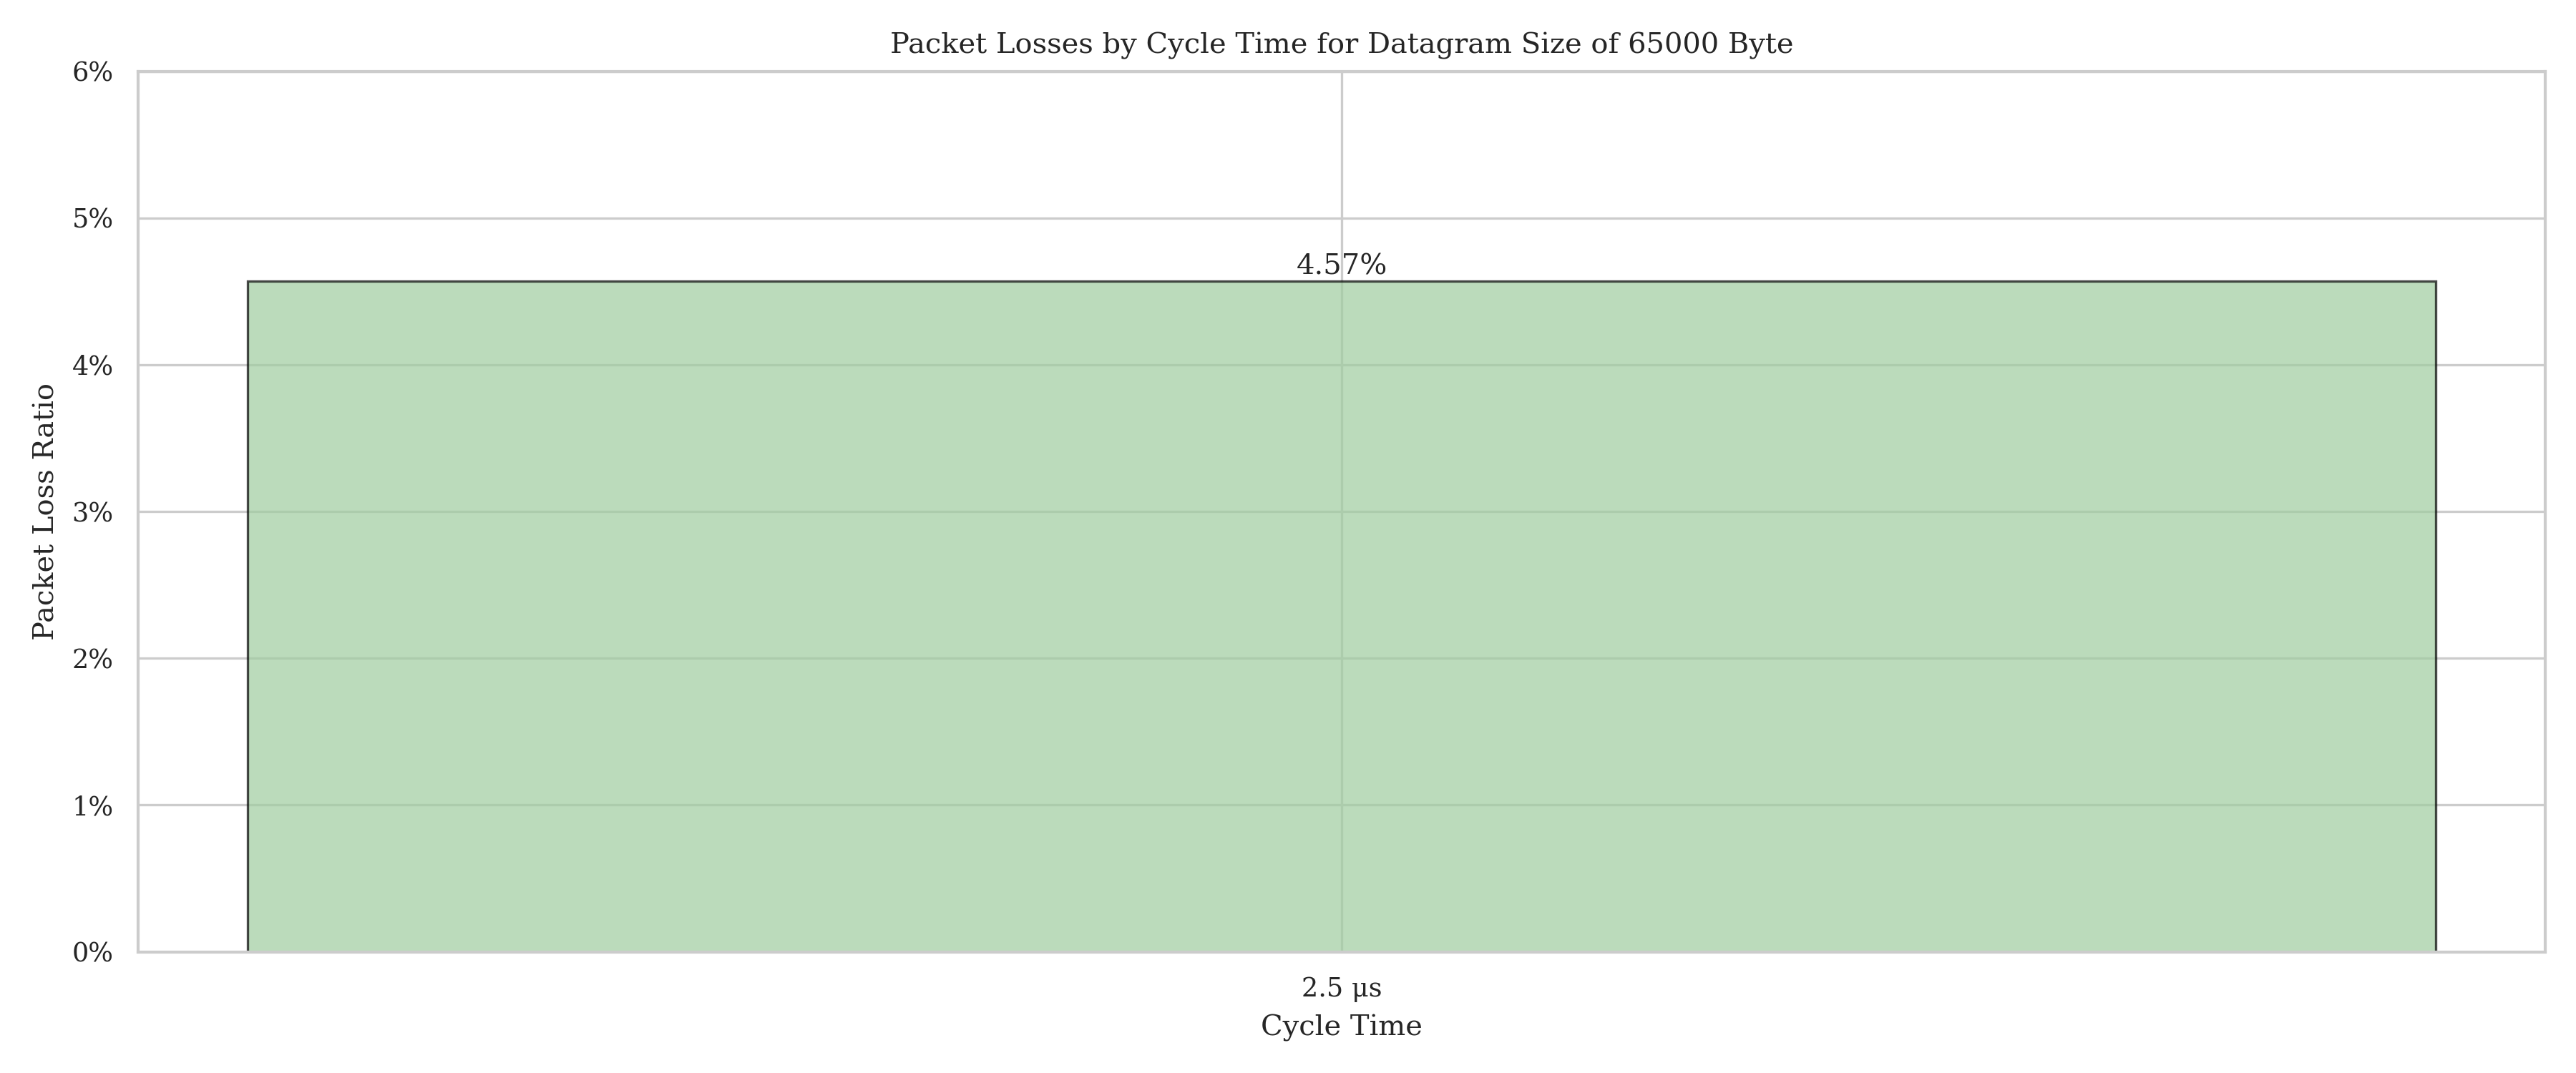 Packet Losses by Cycle Time for Datagram Size of 65000 Byte
6%
5%
4.57%
4%
3%
2%
1%
0%
Packet Loss Ratio
2.5 μs
Cycle Time